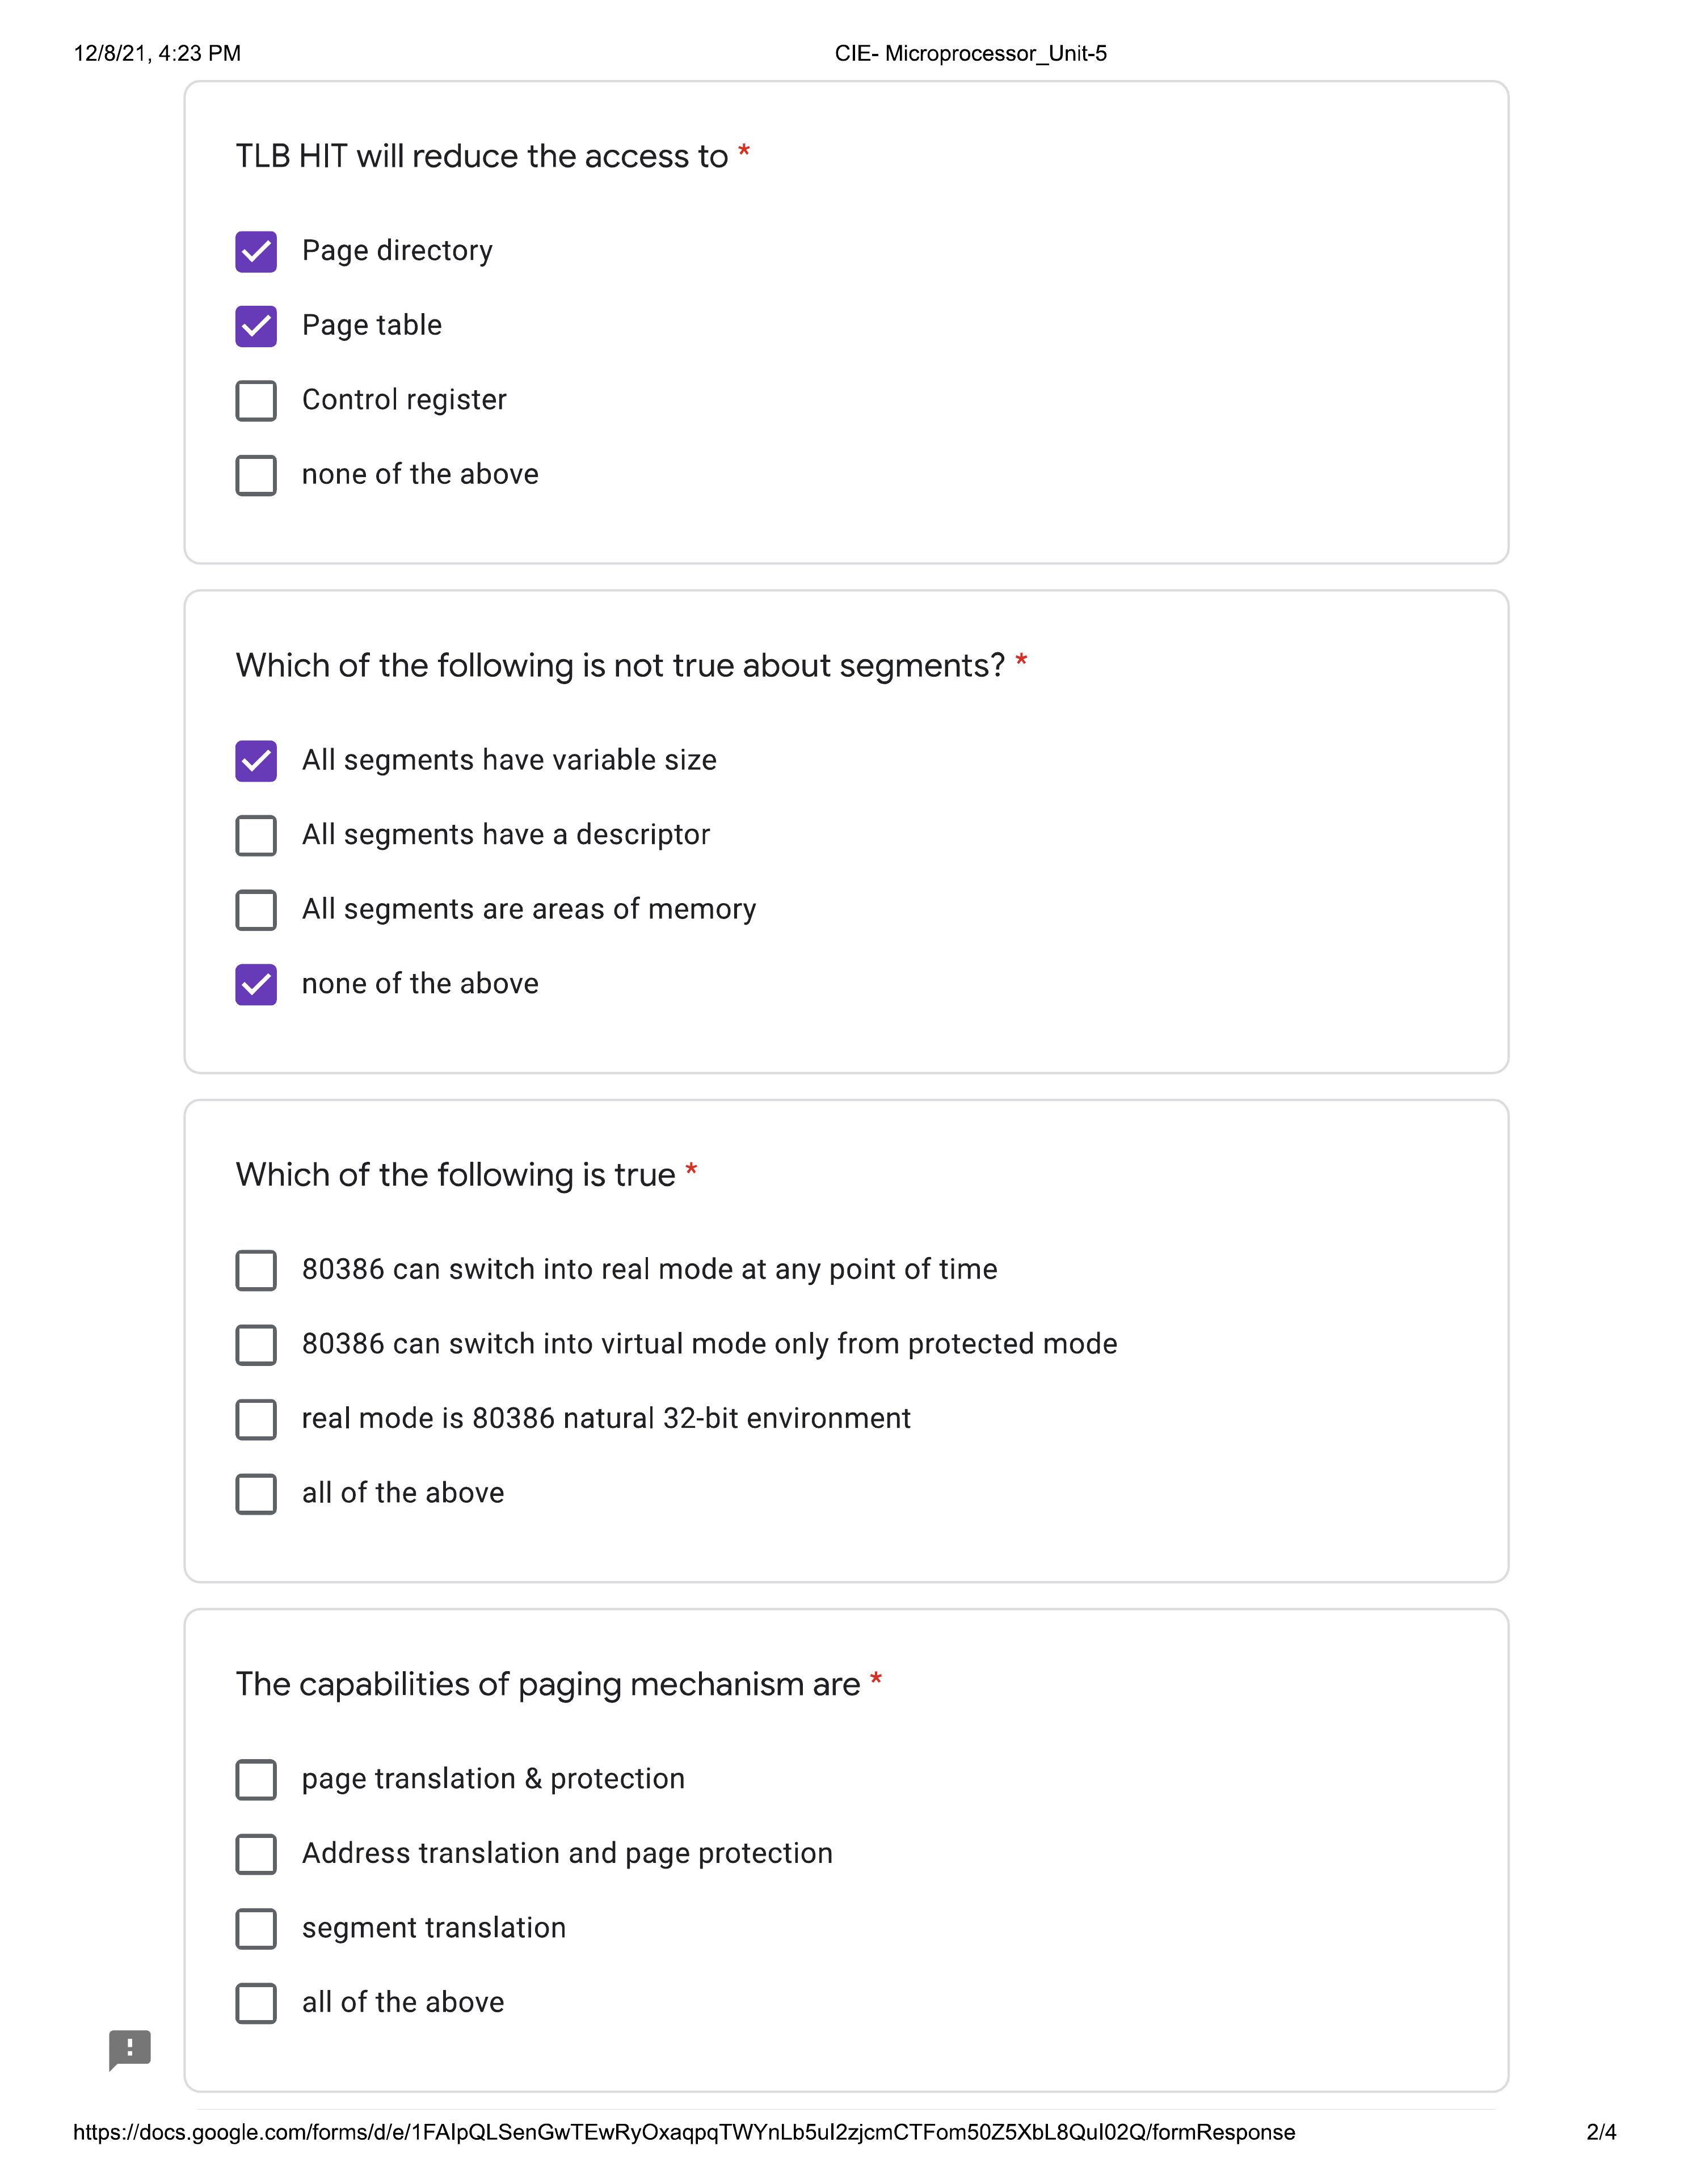 12/8/21, 4:23 PM
CIE- Microprocessor_Unit-5
TLB HIT will reduce the access to *
Page directory
Page table
Control register
none of the above
Which of the following is not true about segments? *
All segments have variable size
All segments have a descriptor
All segments are areas of memory
none of the above
Which of the following is true *
80386 can switch into real mode at any point of time
80386 can switch into virtual mode only from protected mode
real mode is 80386 natural 32-bit environment
all of the above
The capabilities of paging mechanism are *
page translation & protection
Address translation and page protection
segment translation
all of the above
https://docs.google.com/forms/d/e/1FAIpQLSenGwTEwRyOxaqpqTWYnLb5uI2zjcmCTFom50Z5XbL8QuI02Q/formResponse
2/4